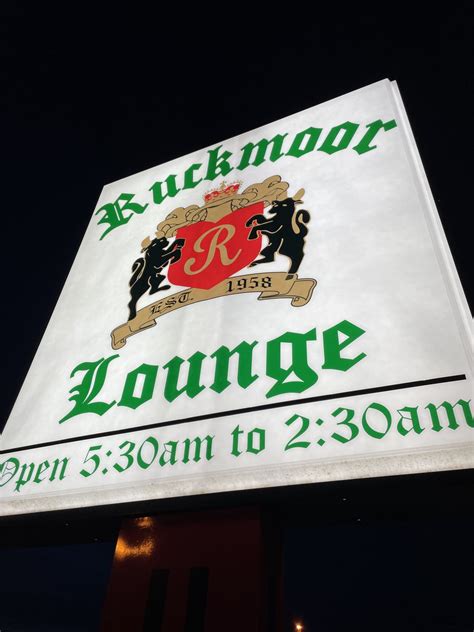 Ruckmoor
R
EST. 1958
Lounge
Open 5:30am to 2:30am